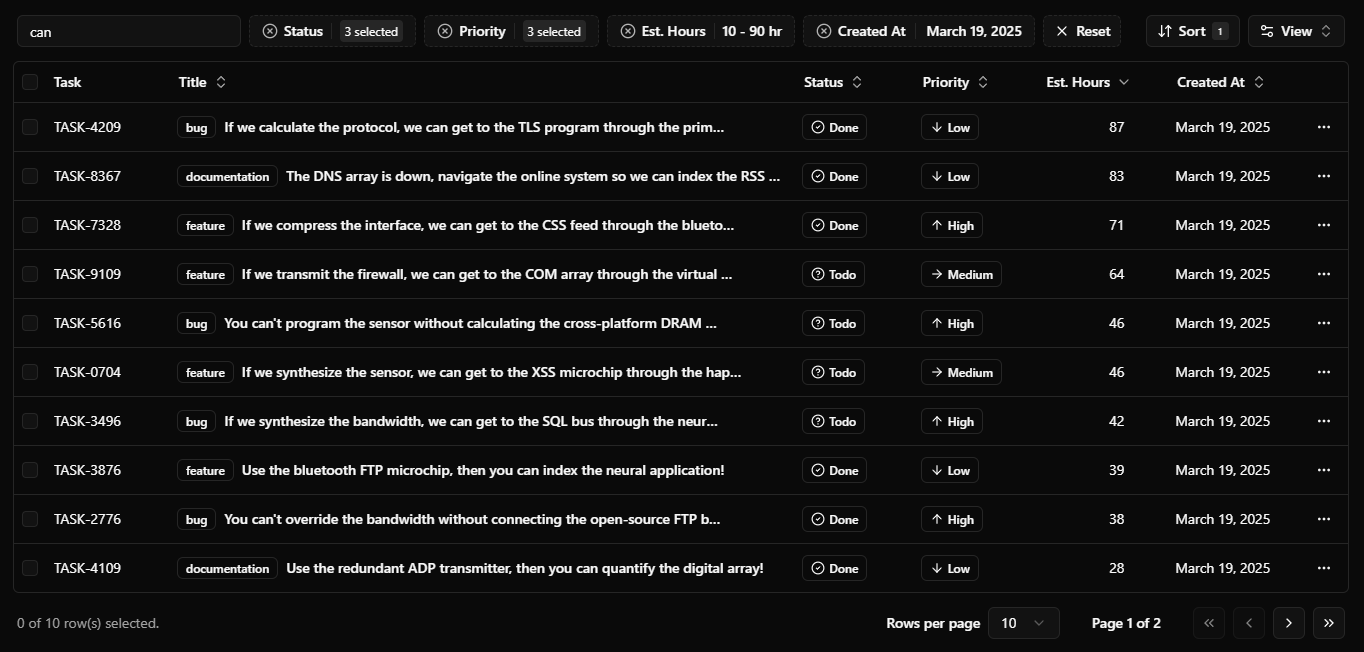 can Status 3 selected Priority 3 selected Est. Hours 10 - 90 hr Created At March 19, 2025 Reset Sort 1 View
Task Title Status Priority Est. Hours Created At
TASK-4209 bug If we calculate the protocol, we can get to the TLS program through the prim... Done Low 87 March 19, 2025
TASK-8367 documentation The DNS array is down, navigate the online system so we can index the RSS ... Done Low 83 March 19, 2025
TASK-7328 feature If we compress the interface, we can get to the CSS feed through the blueto... Done High 71 March 19, 2025
TASK-9109 feature If we transmit the firewall, we can get to the COM array through the virtual ... Todo Medium 64 March 19, 2025
TASK-5616 bug You can't program the sensor without calculating the cross-platform DRAM ... Todo High 46 March 19, 2025
TASK-0704 feature If we synthesize the sensor, we can get to the XSS microchip through the hap... Todo Medium 46 March 19, 2025
TASK-3496 bug If we synthesize the bandwidth, we can get to the SQL bus through the neur... Todo High 42 March 19, 2025
TASK-3876 feature Use the bluetooth FTP microchip, then you can index the neural application! Done Low 39 March 19, 2025
TASK-2776 bug You can't override the bandwidth without connecting the open-source FTP b... Done High 38 March 19, 2025
TASK-4109 documentation Use the redundant ADP transmitter, then you can quantify the digital array! Done Low 28 March 19, 2025
0 of 10 row(s) selected. Rows per page 10 Page 1 of 2